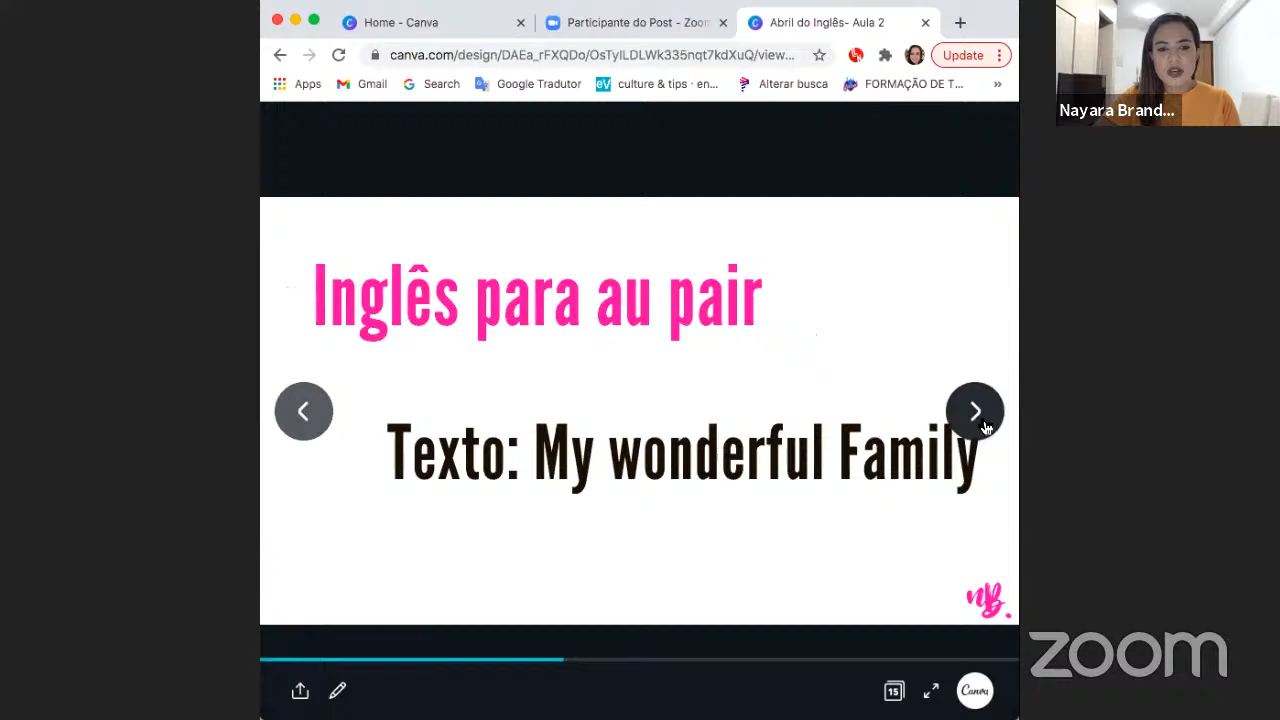 Home - Canva
Participante do Post - Zoom
Abril do Inglês- Aula 2
canva.com/design/DAEa_rFXQDo/OsTyILDLWk335nqt7kdXuQ/view...
Update
Apps
Gmail
Search
Google Tradutor
eV culture & tips · en...
Alterar busca
FORMAÇÃO DE T...
»
Nayara Brand...
Inglês para au pair
Texto: My wonderful Family
nB.
15
Canva
zoom